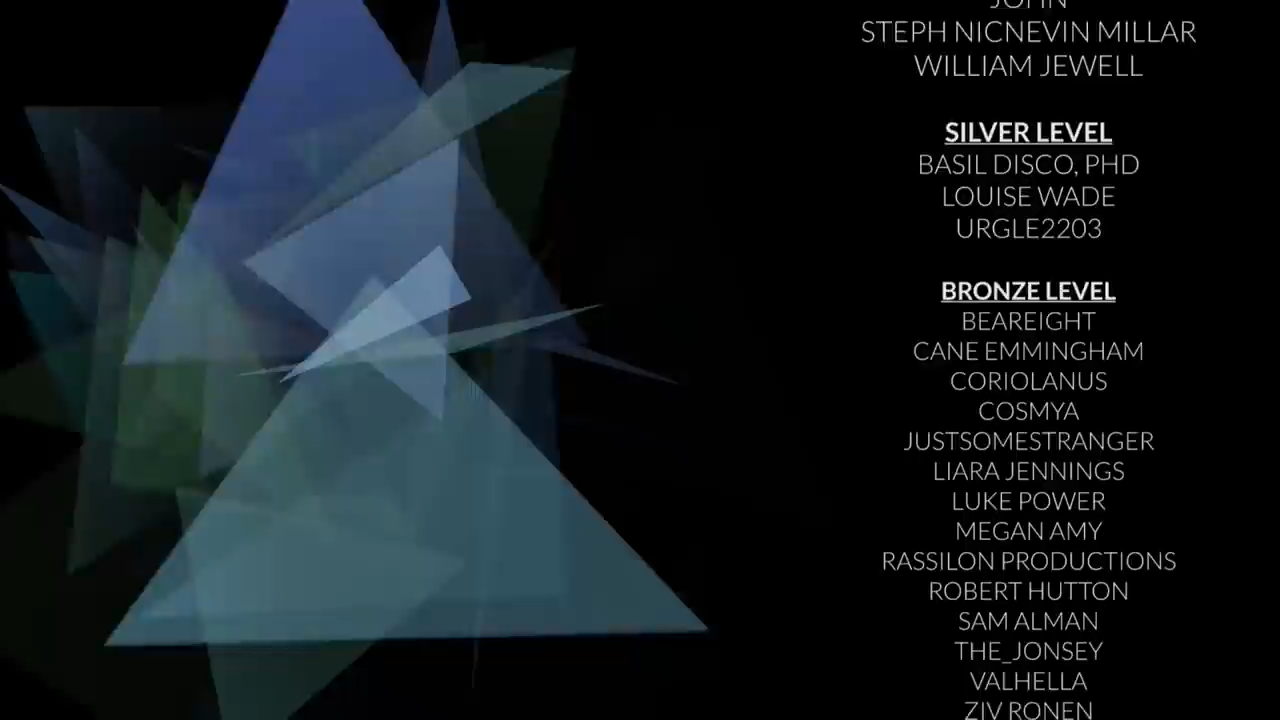 JOHN
STEPH NICNEVIN MILLAR
WILLIAM JEWELL
SILVER LEVEL
BASIL DISCO, PHD
LOUISE WADE
URGLE2203
BRONZE LEVEL
BEAREIGHT
CANE EMMINGHAM
CORIOLANUS
COSMYA
JUSTSOMESTRANGER
LIARA JENNINGS
LUKE POWER
MEGAN AMY
RASSILON PRODUCTIONS
ROBERT HUTTON
SAM ALMAN
THE_JONSEY
VALHELLA
ZIV RONEN